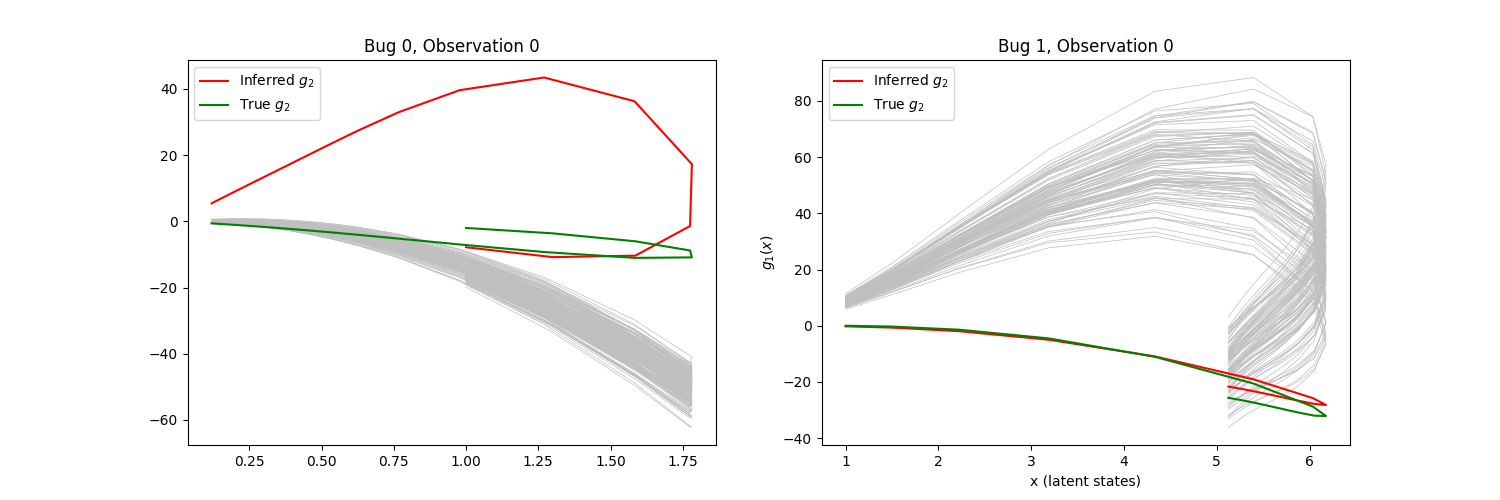 Bug 0, Observation 0
Inferred g₂
True g₂
40
20
0
−20
−40
−60
0.25 0.50 0.75 1.00 1.25 1.50 1.75
Bug 1, Observation 0
Inferred g₂
True g₂
g₁(x)
80
60
40
20
0
−20
−40
1 2 3 4 5 6
x (latent states)